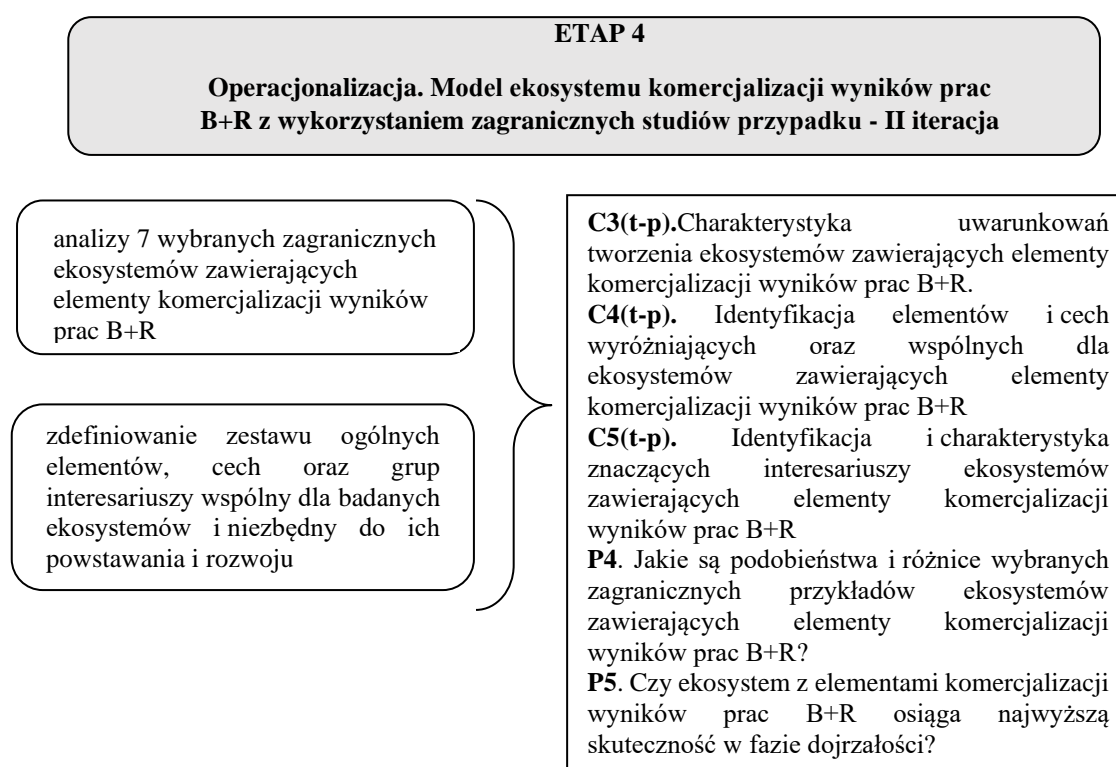 ETAP 4
Operacjonalizacja. Model ekosystemu komercjalizacji wyników prac
B+R z wykorzystaniem zagranicznych studiów przypadku - II iteracja
analizy 7 wybranych zagranicznych
ekosystemów zawierających
elementy komercjalizacji wyników
prac B+R
zdefiniowanie zestawu ogólnych
elementów, cech oraz grup
interesariuszy wspólny dla badanych
ekosystemów i niezbędny do ich
powstawania i rozwoju
C3(t-p).Charakterystyka uwarunkowań
tworzenia ekosystemów zawierających elementy
komercjalizacji wyników prac B+R.
C4(t-p). Identyfikacja elementów i cech
wyróżniających oraz wspólnych dla
ekosystemów zawierających elementy
komercjalizacji wyników prac B+R
C5(t-p). Identyfikacja i charakterystyka
znaczących interesariuszy ekosystemów
zawierających elementy komercjalizacji
wyników prac B+R
P4. Jakie są podobieństwa i różnice wybranych
zagranicznych przykładów ekosystemów
zawierających elementy komercjalizacji
wyników prac B+R?
P5. Czy ekosystem z elementami komercjalizacji
wyników prac B+R osiąga najwyższą
skuteczność w fazie dojrzałości?